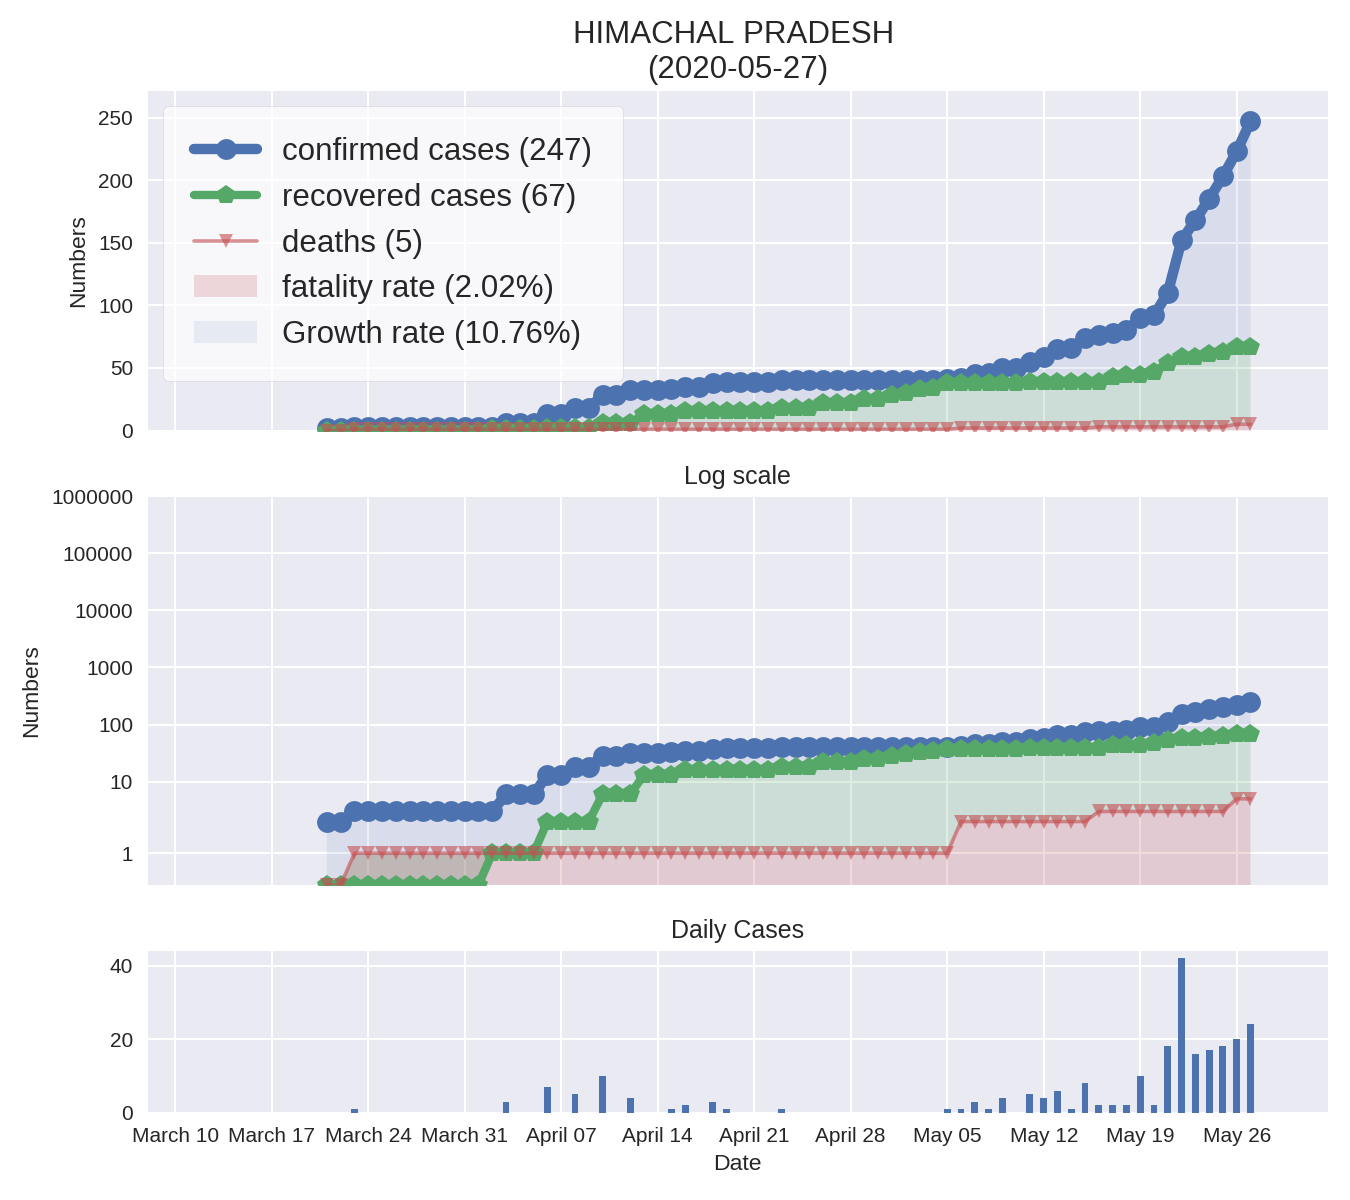 HIMACHAL PRADESH
(2020-05-27)
250
200
150
100
50
0
Numbers
confirmed cases (247)
recovered cases (67)
deaths (5)
fatality rate (2.02%)
Growth rate (10.76%)
Log scale
1000000
100000
10000
1000
100
10
1
Numbers
Daily Cases
40
20
0
March 10 March 17 March 24 March 31 April 07 April 14 April 21 April 28 May 05 May 12 May 19 May 26
Date